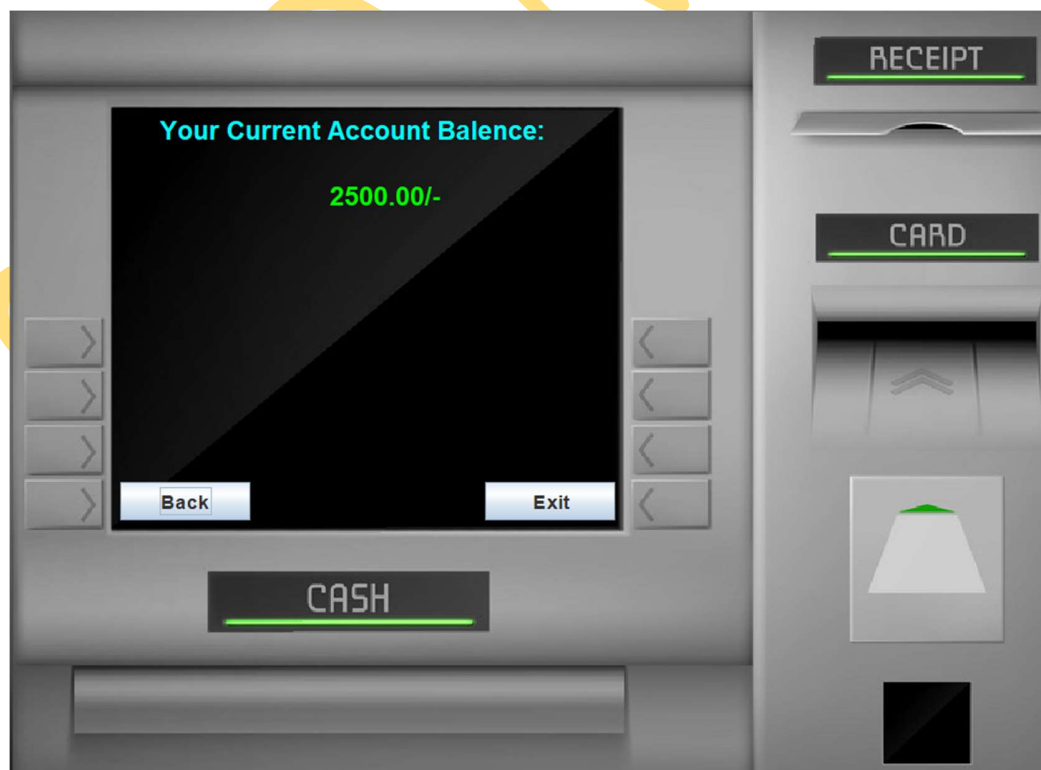 RECEIPT
Your Current Account Balence:
2500.00/-
CARD
Back
Exit
CASH